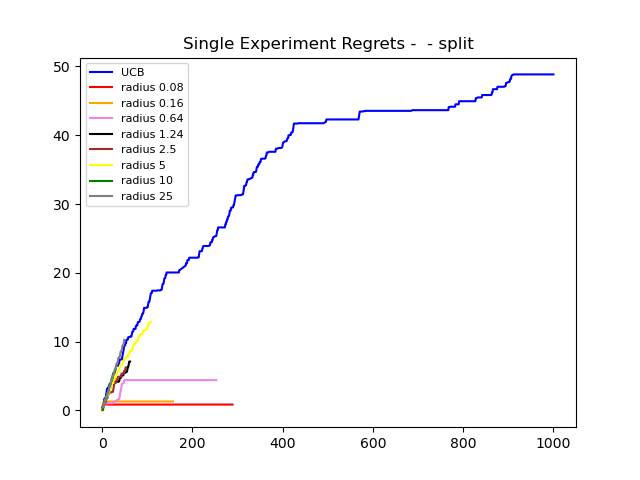 Single Experiment Regrets -  - split
50
40
30
20
10
0
UCB
radius 0.08
radius 0.16
radius 0.64
radius 1.24
radius 2.5
radius 5
radius 10
radius 25
0 200 400 600 800 1000